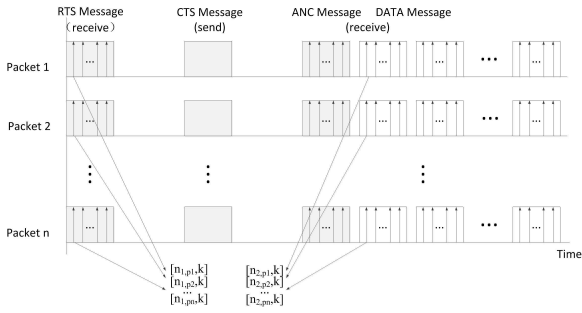 RTS Message CTS Message ANC Message DATA Message
(receive) (send) (receive)
Packet 1 ... ... ... ... ••• ...
Packet 2 ... ... ... ... ••• ...
Packet n ... ... ... ... ••• ...
Time
[n1,p1,k] [n2,p1,k]
[n1,p2,k] [n2,p2,k]
... ...
[n1,pn,k] [n2,pn,k]